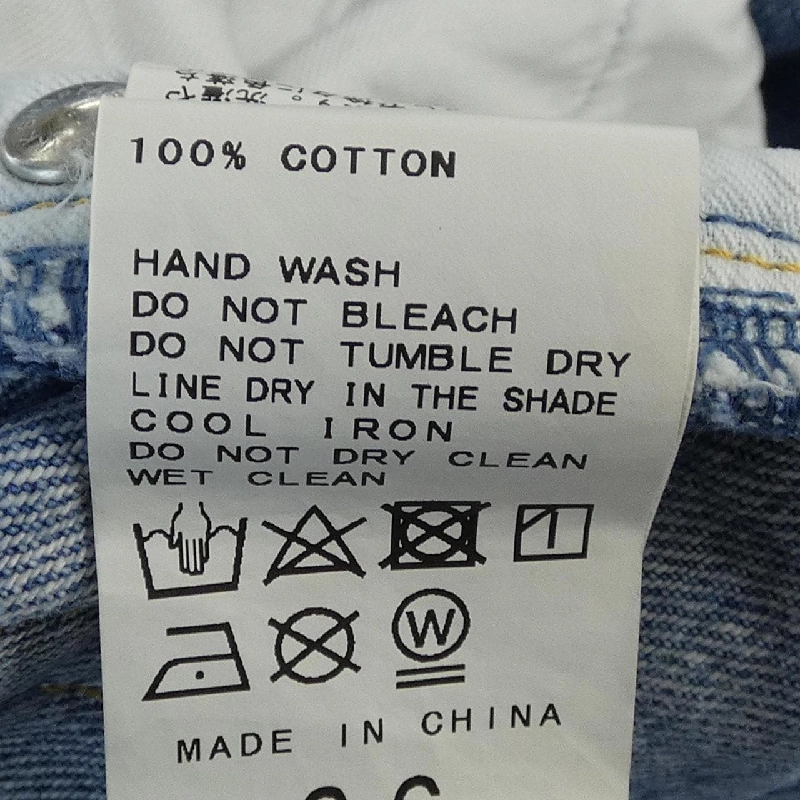 100% COTTON
HAND WASH
DO NOT BLEACH
DO NOT TUMBLE DRY
LINE DRY IN THE SHADE
COOL IRON
DO NOT DRY CLEAN
WET CLEAN
W
MADE IN CHINA